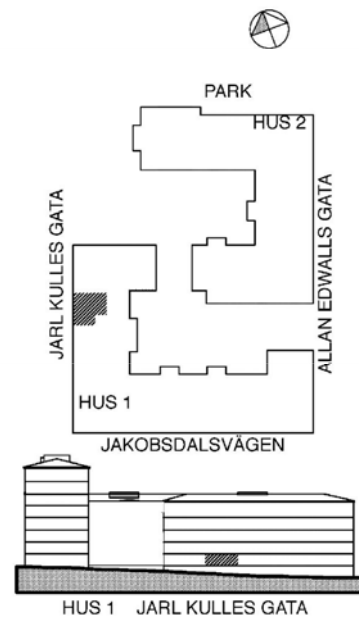 PARK
HUS 2
JARL KULLES GATA
ALLAN EDWALLS GATA
HUS 1
JAKOBSDALSVÄGEN
HUS 1 JARL KULLES GATA